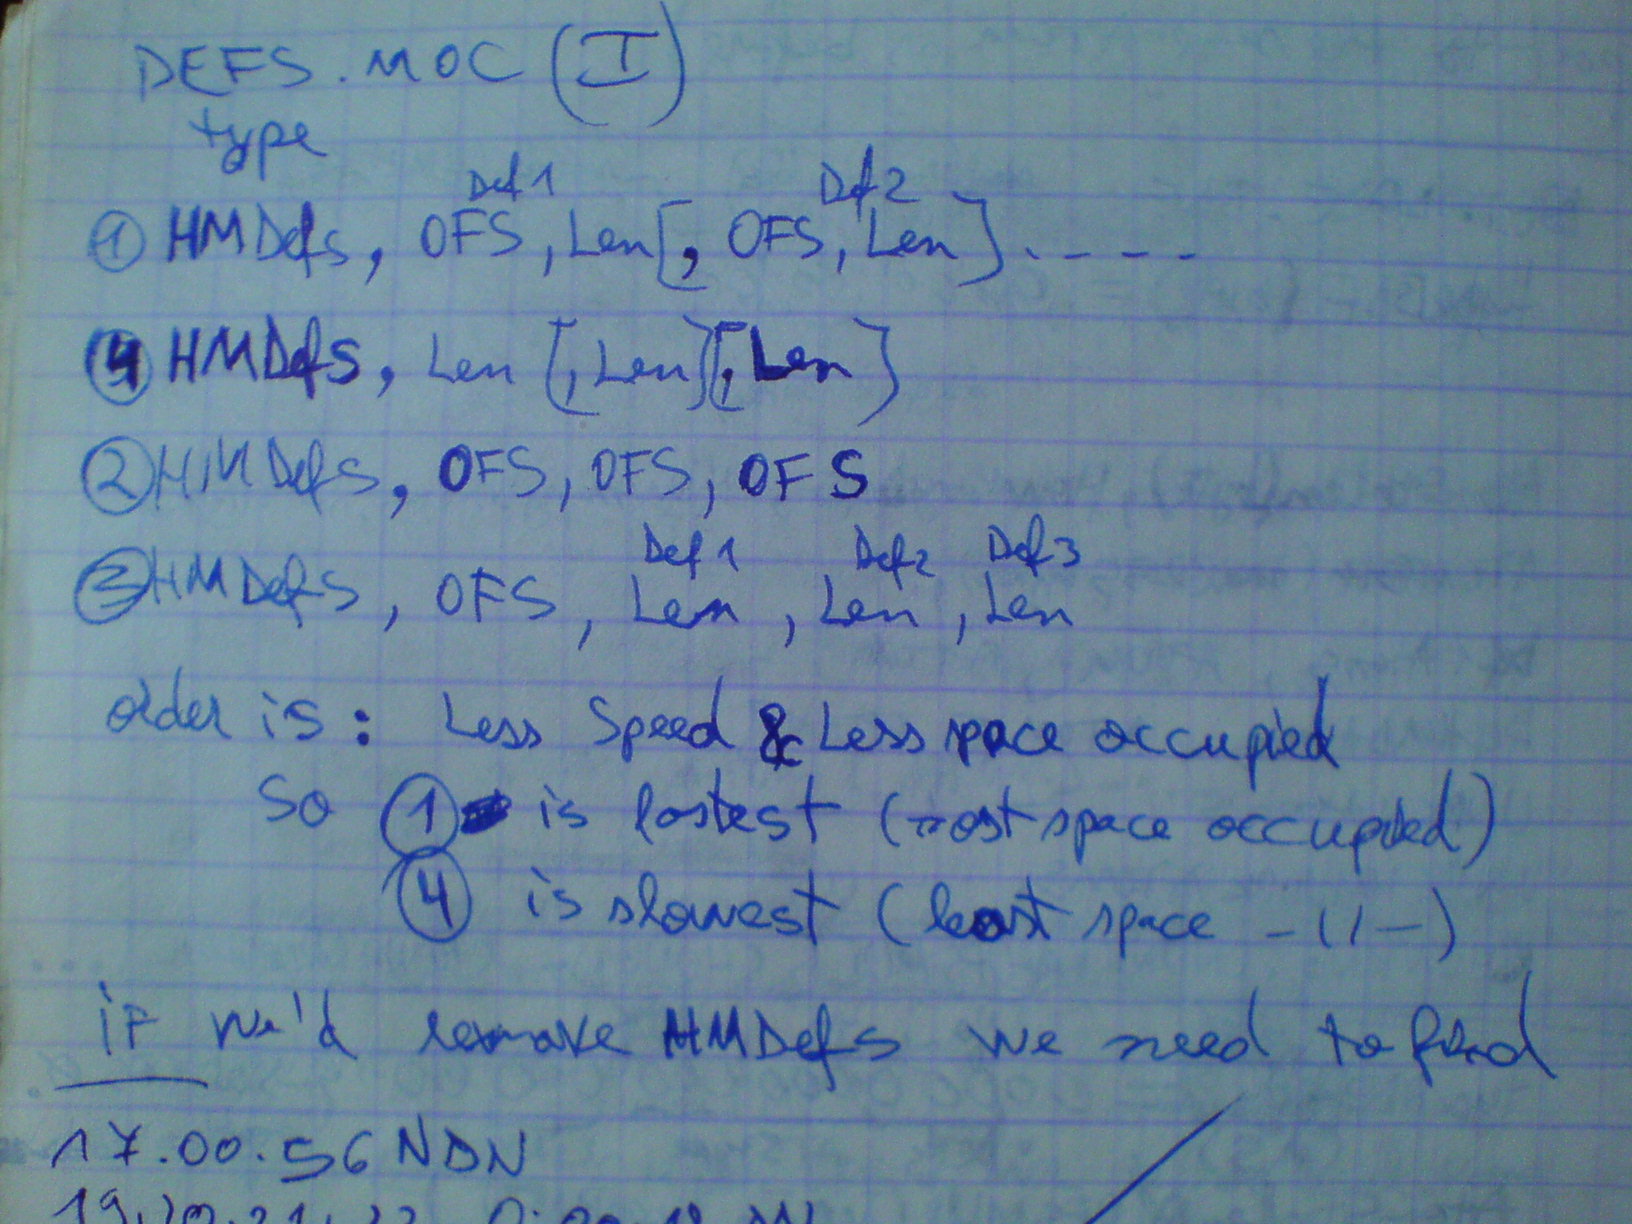 DEFS.MOC (I)
type
Def1 Def2
① HMDefs, OFS, Len[, OFS, Len].----
④ HMDefs, Len [, Len][, Len]
② HMDefs, OFS, OFS, OFS
Def1 Def2 Def3
③ HMDefs, OFS, Len, Len, Len
order is: Less Speed & Less space occupied
So ① is fastest (most space occupied)
④ is slowest (least space -||-)
iF we'd remove HMDefs we need to find
17.00.56 NDN